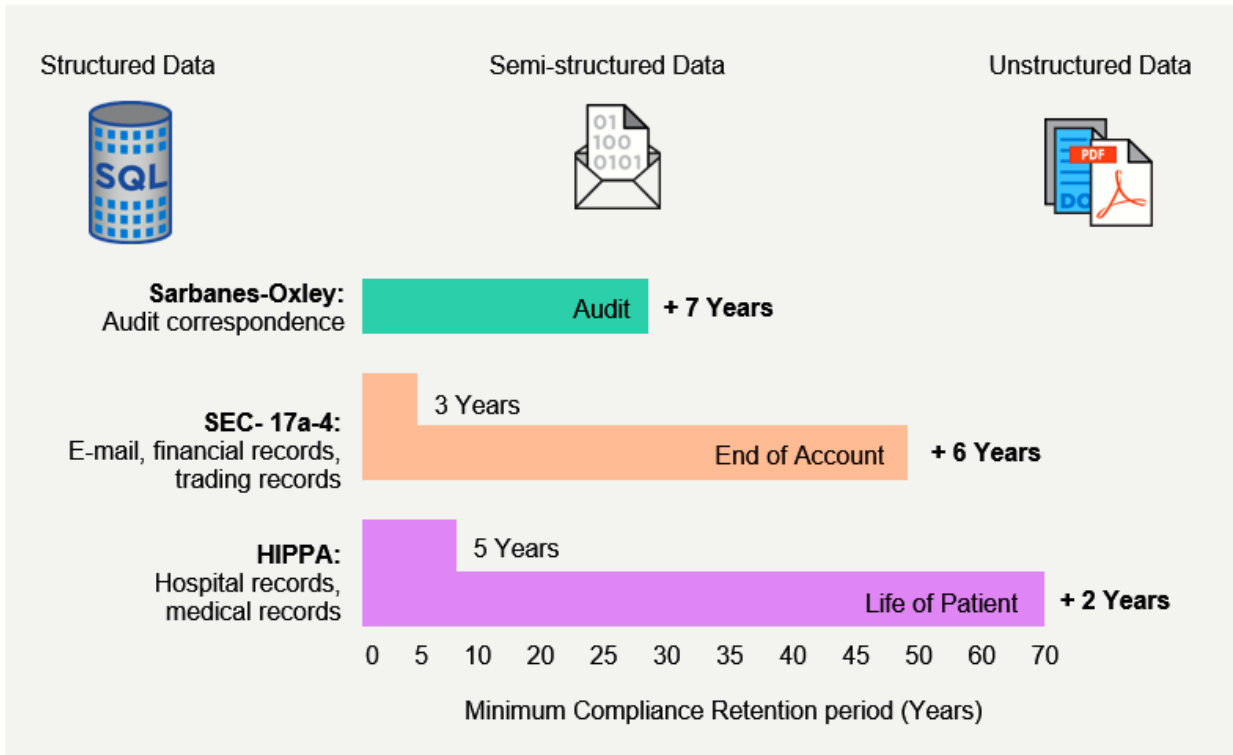 Structured Data
Semi-structured Data
Unstructured Data
SQL
01
100
0101
DO
PDF
Sarbanes-Oxley:
Audit correspondence
Audit
+ 7 Years
3 Years
SEC- 17a-4:
E-mail, financial records,
trading records
End of Account
+ 6 Years
5 Years
HIPPA:
Hospital records,
medical records
Life of Patient
+ 2 Years
0 5 10 20 25 30 35 40 45 50 60 70
Minimum Compliance Retention period (Years)